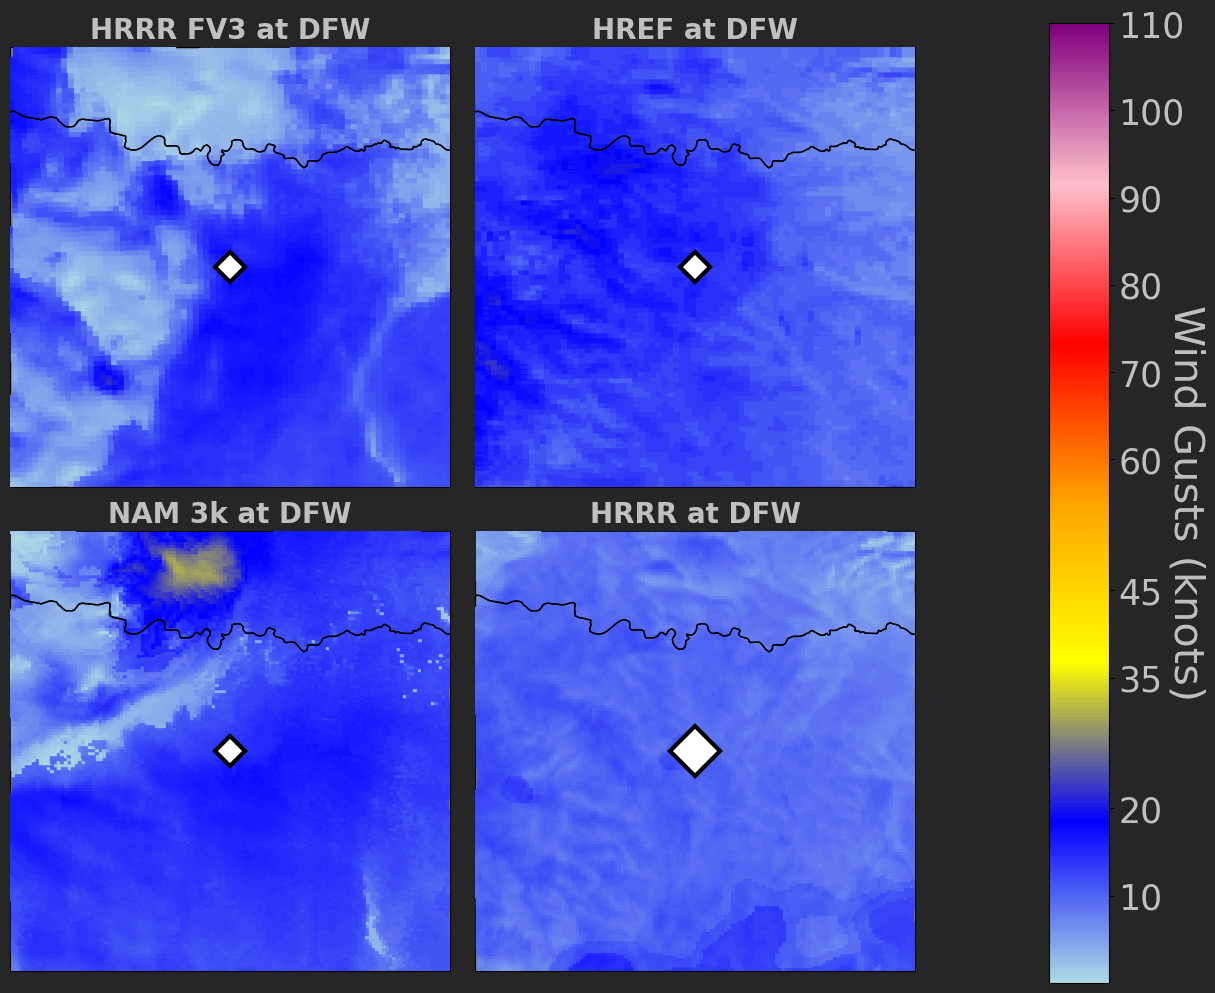 HRRR FV3 at DFW
HREF at DFW
NAM 3k at DFW
HRRR at DFW
110
100
90
80
70
60
45
35
20
10
Wind Gusts (knots)